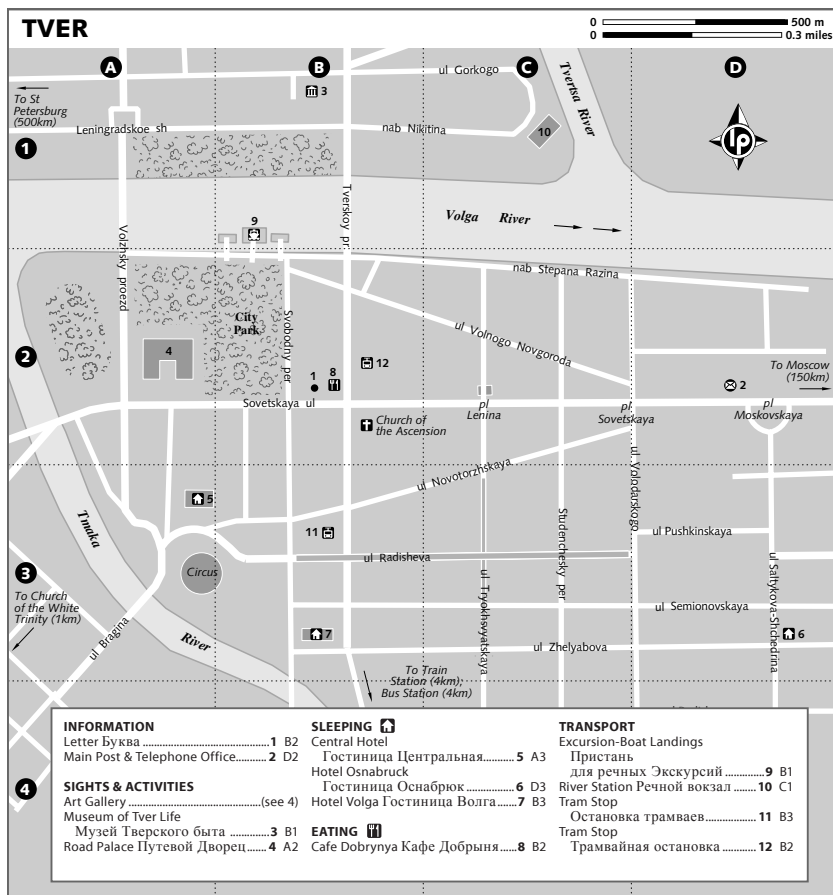 TVER
0 500 m
0 0.3 miles
A B C D
ul Gorkogo
To St
Petersburg
(500km)
3
Tvertsa River
Leningradskoe sh
nab Nikitina
10
lp
1
9
Tverskoy pr
Volga River
Volzhsky proezd
nab Stepana Razina
City
Park
Svobodny per
ul Volnogo Novgoroda
2
4
1 8
12
To Moscow
(150km)
2
Sovetskaya ul
Church of
the Ascension
pl
Lenina
pl
Sovetskaya
pl
Moskovskaya
ul Novotorzhskaya
ul Volodarskogo
5
Tmaka
River
Studenchesky per
11
ul Pushkinskaya
ul Radisheva
Circus
3
To Church
of the White
Trinity (1km)
ul Bragina
ul Tryokhsvyatskaya
ul Saltykova-Shchedrina
ul Semionovskaya
7
6
ul Zhelyabova
To Train
Station (4km);
Bus Station (4km)
4
INFORMATION
Letter Буква 1 B2
Main Post & Telephone Office 2 D2
SIGHTS & ACTIVITIES
Art Gallery (see 4)
Museum of Tver Life
Музей Тверского быта 3 B1
Road Palace Путевой Дворец 4 A2
SLEEPING
Central Hotel
Гостиница Центральная 5 A3
Hotel Osnabruck
Гостиница Оснабрюк 6 D3
Hotel Volga Гостиница Волга 7 B3
EATING
Cafe Dobrynya Кафе Добрыня 8 B2
TRANSPORT
Excursion-Boat Landings
Пристань
для речных Экскурсий 9 B1
River Station Речной вокзал 10 C1
Tram Stop
Остановка трамваев 11 B3
Tram Stop
Трамвайная остановка 12 B2